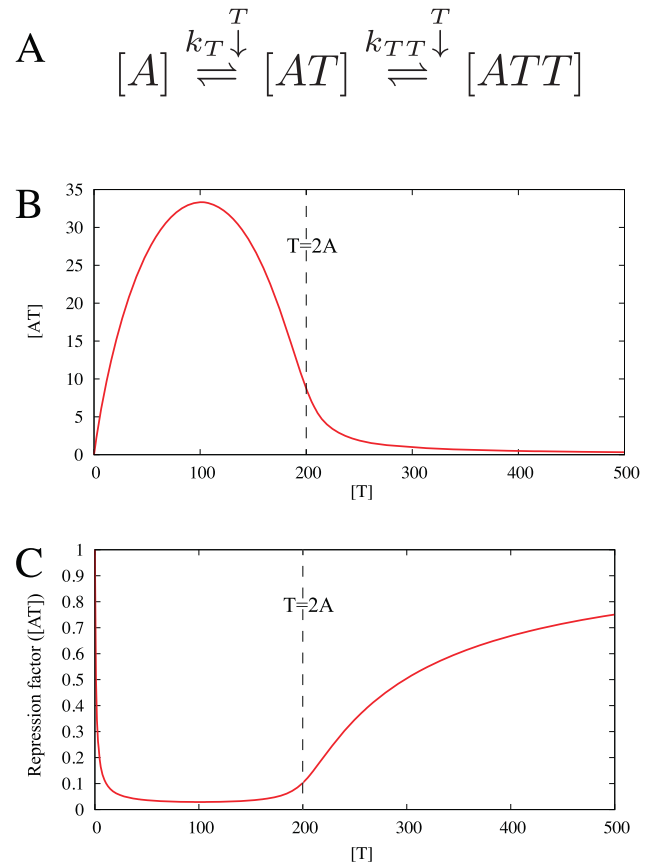 A
[A] k_T ⇌ T ↓ [AT] k_TT ⇌ T ↓ [ATT]
B
35
30
25
20
15
10
5
0
[AT]
T=2A
0 100 200 300 400 500
[T]
C
1
0.9
0.8
0.7
0.6
0.5
0.4
0.3
0.2
0.1
0
Repression factor ([AT])
T=2A
0 100 200 300 400 500
[T]